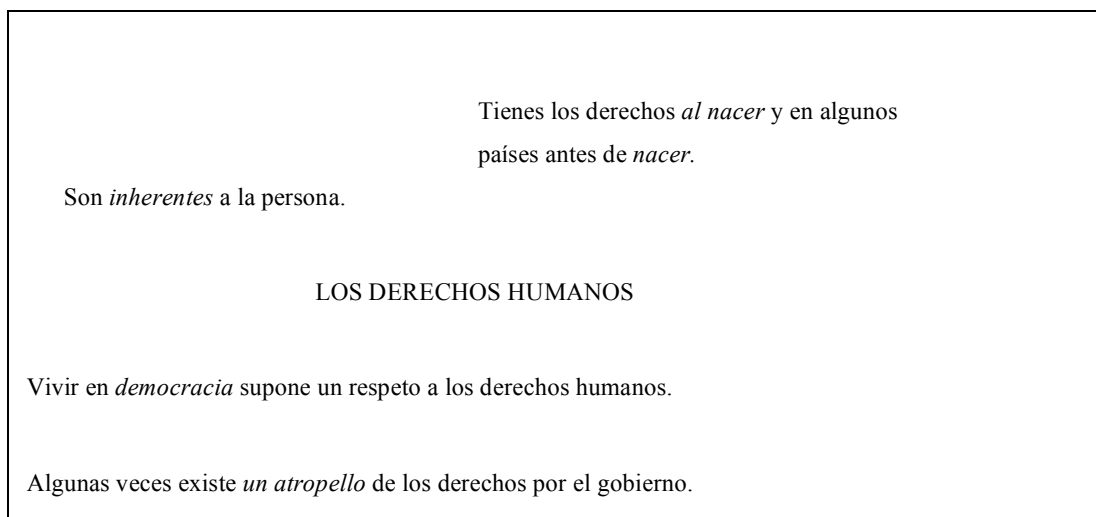 Tienes los derechos al nacer y en algunos
países antes de nacer.
Son inherentes a la persona.
LOS DERECHOS HUMANOS
Vivir en democracia supone un respeto a los derechos humanos.
Algunas veces existe un atropello de los derechos por el gobierno.